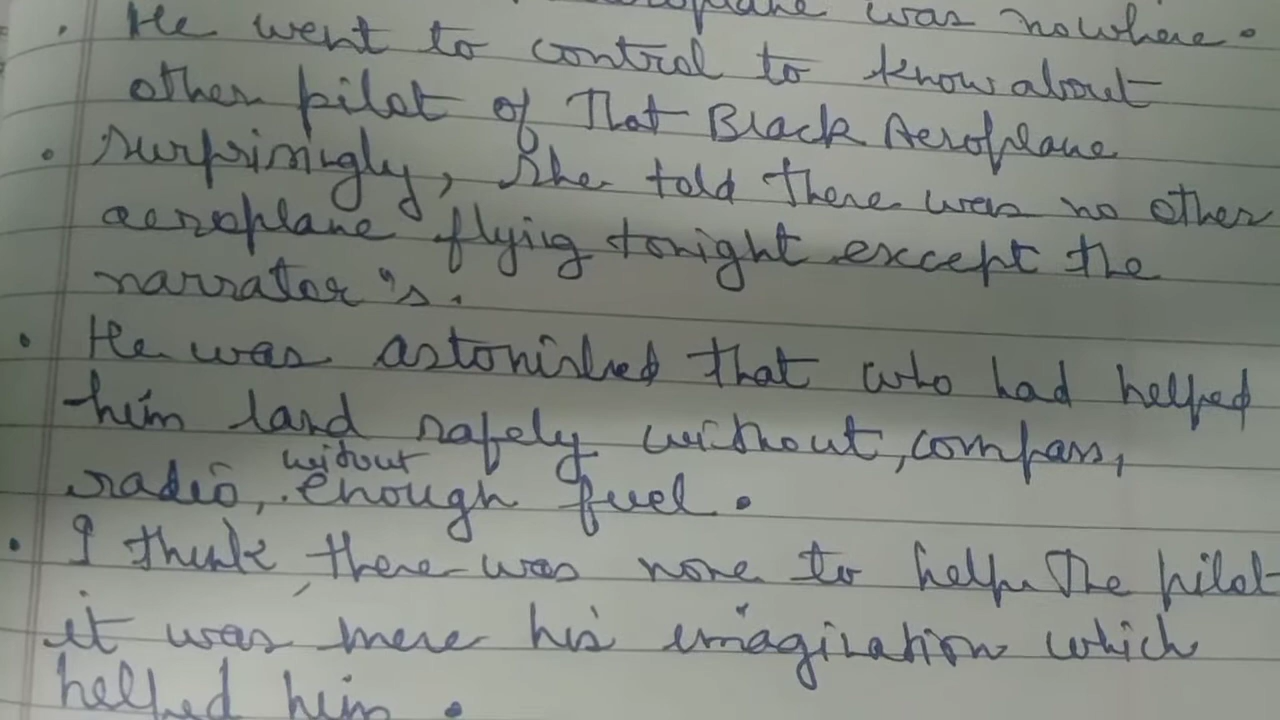 was nowhere.
• He went to control to know about
other pilot of That Black Aeroplane
• Surprisingly, She told there was no other
aeroplane flying tonight except the
narrator's.
• He was astonished that who had helped
him land safely without, compass,
without
radio, enough fuel.
• I think, there was none to help The pilot
it was mere his imagination which
helped him.